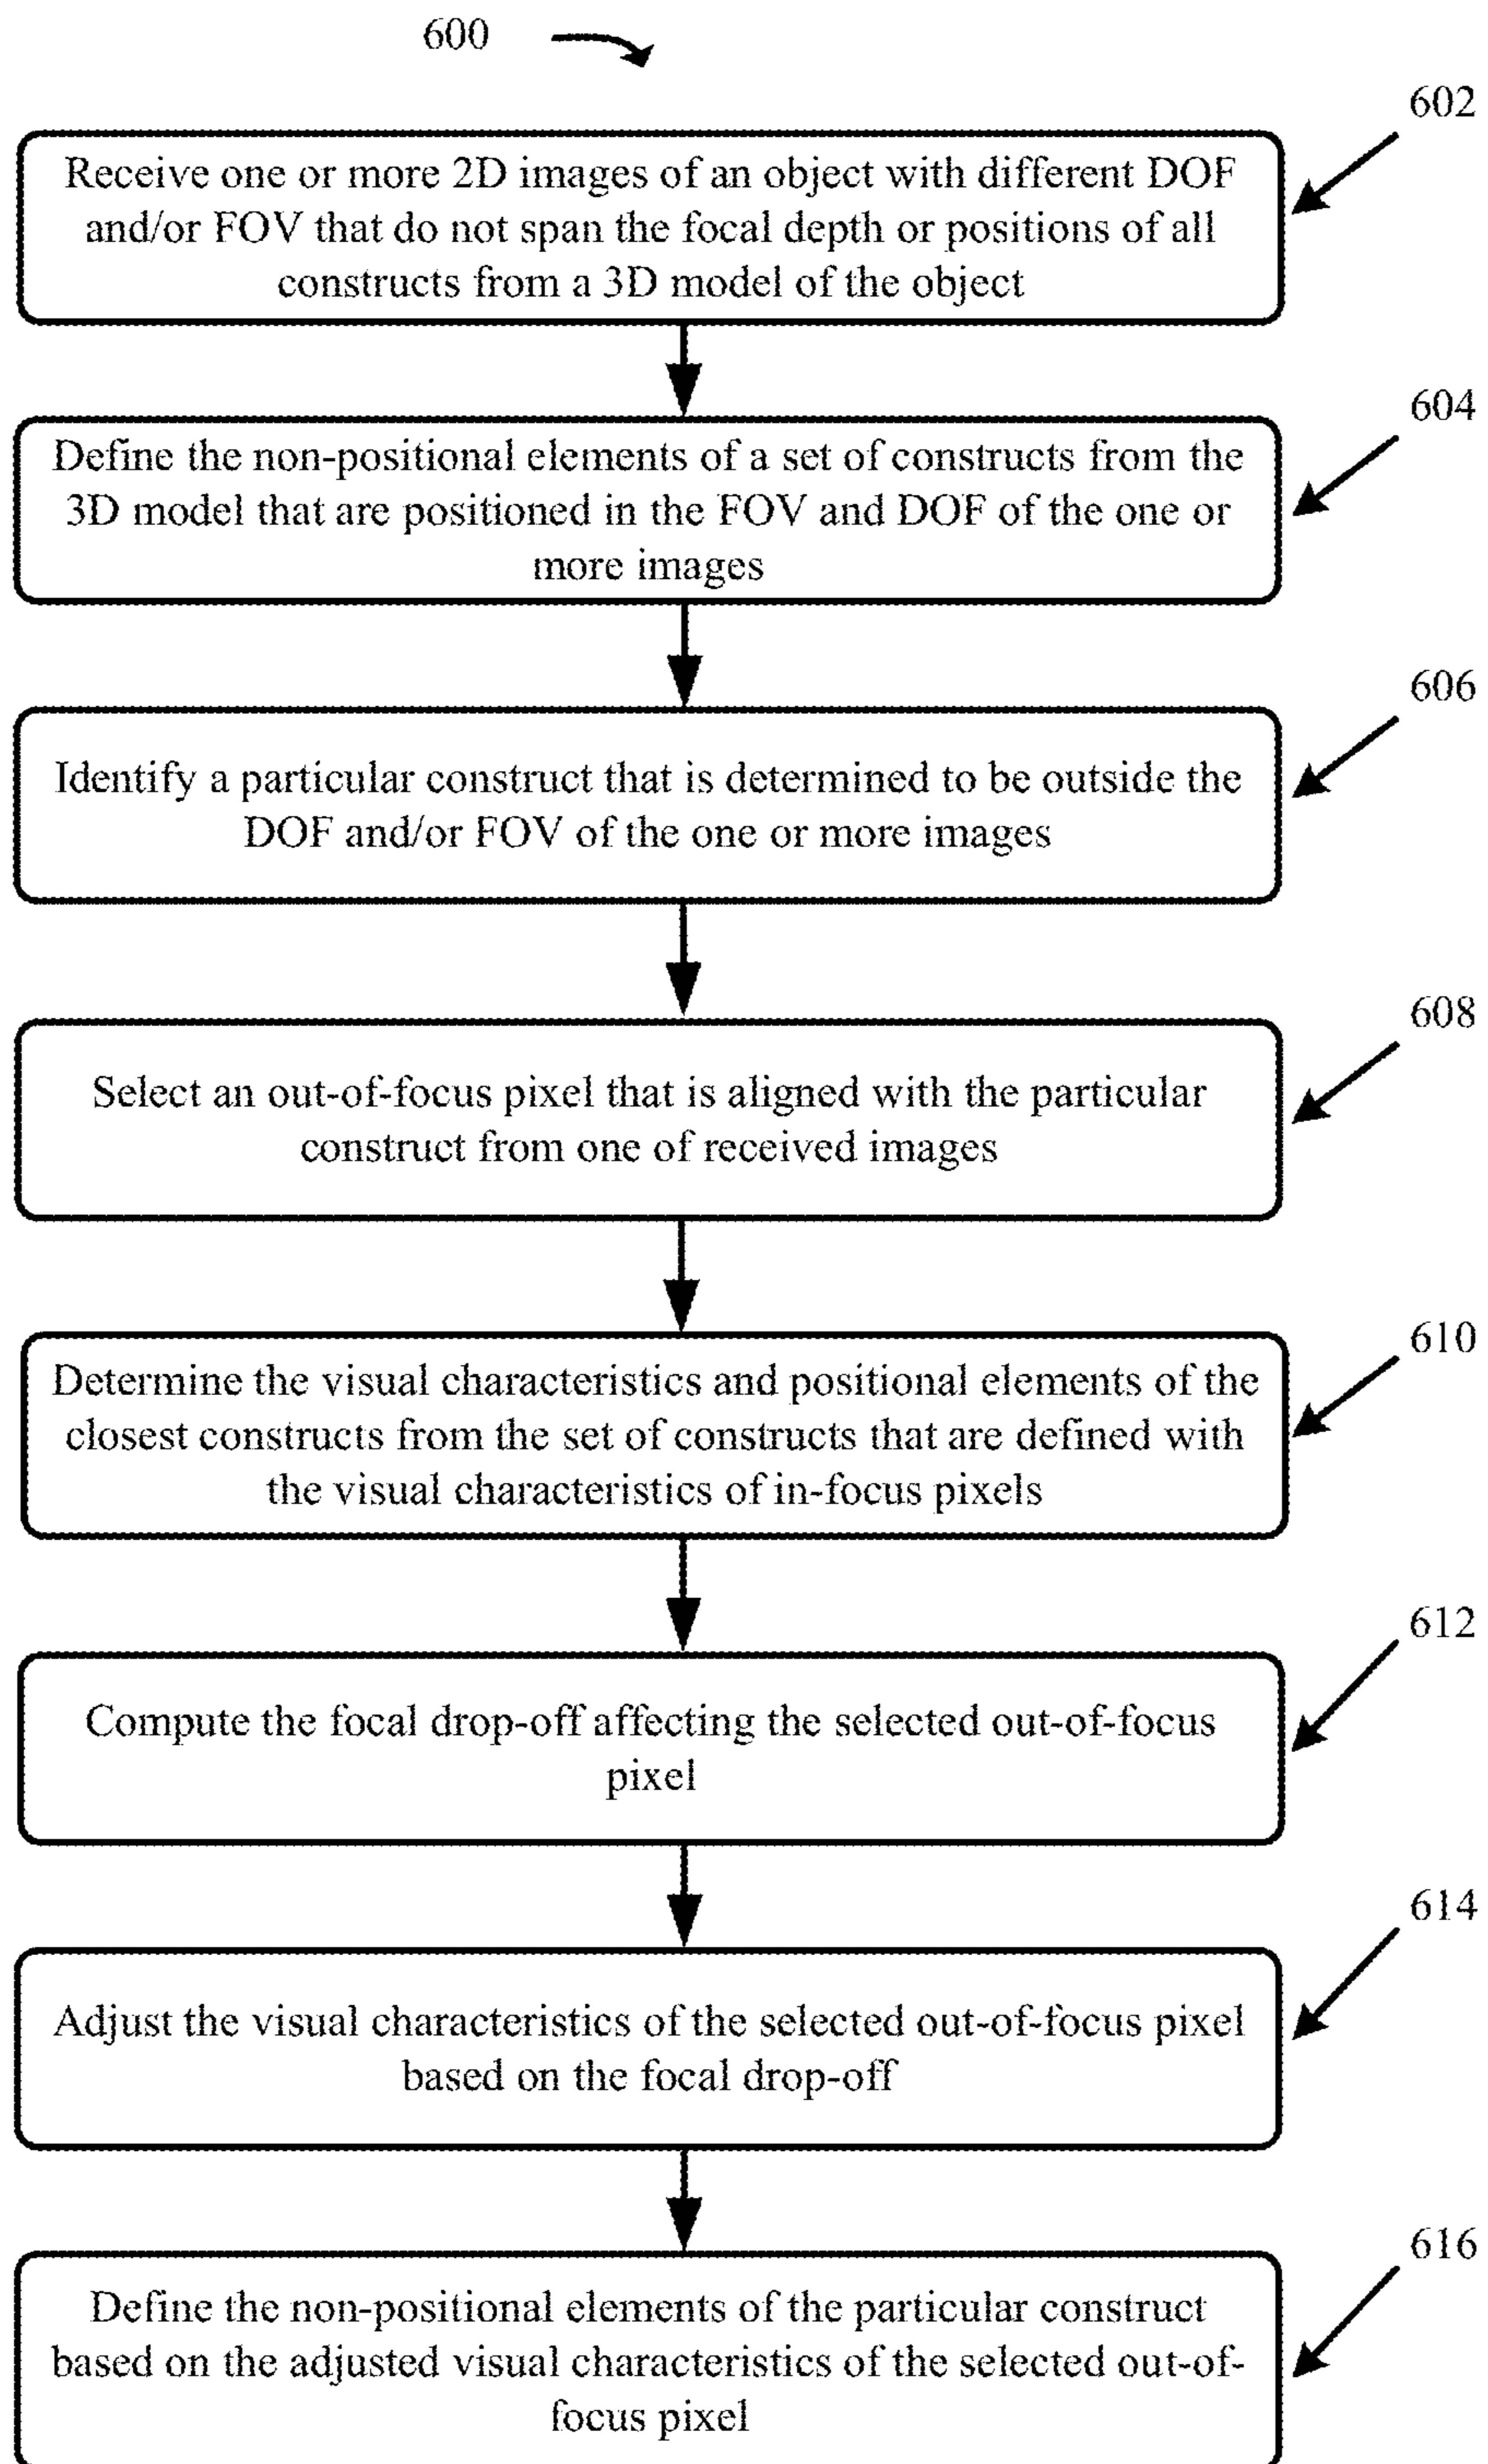 600
602
Receive one or more 2D images of an object with different DOF
and/or FOV that do not span the focal depth or positions of all
constructs from a 3D model of the object
604
Define the non-positional elements of a set of constructs from the
3D model that are positioned in the FOV and DOF of the one or
more images
606
Identify a particular construct that is determined to be outside the
DOF and/or FOV of the one or more images
608
Select an out-of-focus pixel that is aligned with the particular
construct from one of received images
610
Determine the visual characteristics and positional elements of the
closest constructs from the set of constructs that are defined with
the visual characteristics of in-focus pixels
612
Compute the focal drop-off affecting the selected out-of-focus
pixel
614
Adjust the visual characteristics of the selected out-of-focus pixel
based on the focal drop-off
616
Define the non-positional elements of the particular construct
based on the adjusted visual characteristics of the selected out-of-
focus pixel